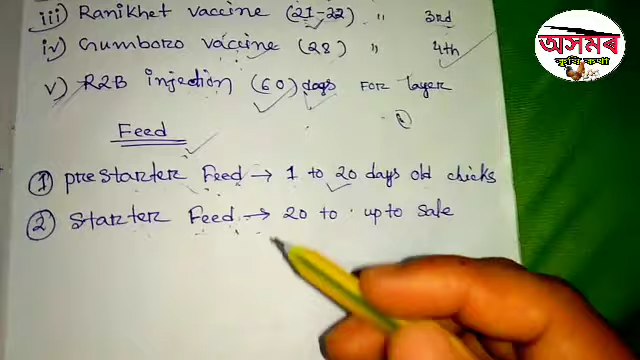 iii) Ranikhet vaccine (21-22) " 3rd
iv) Gumboro vaccine (28) " 4th
v) R2B injection (60) days For layer
Feed
① prestarter Feed → 1 to 20 days old chicks
② Starter Feed → 20 to up to sale
অসমৰ
কৃষি কথা